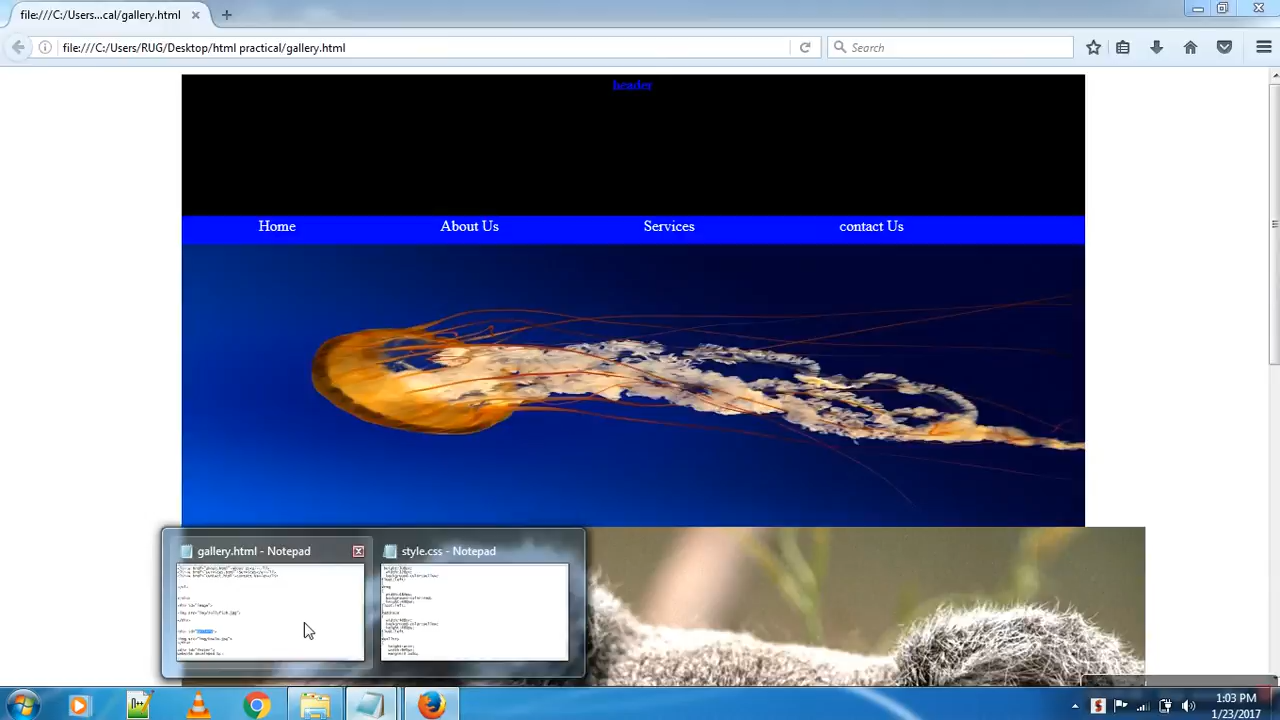 file:///C:/Users...cal/gallery.html
file:///C:/Users/RUG/Desktop/html practical/gallery.html
Search
header
Home About Us Services contact Us
gallery.html - Notepad
style.css - Notepad
1:03 PM
1/23/2017